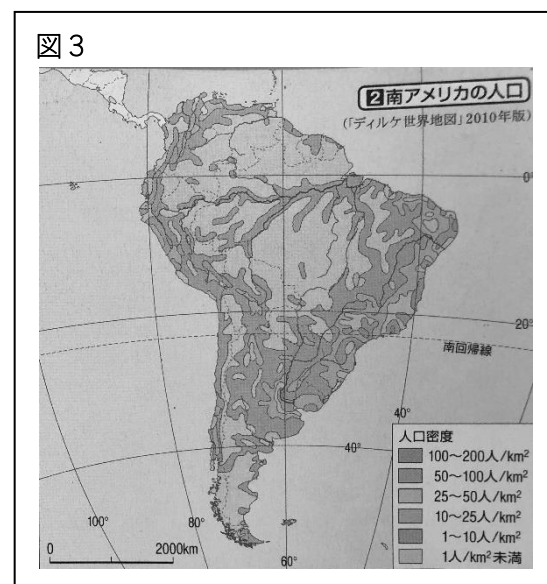 図3
2南アメリカの人口
(「ディルケ世界地図」2010年版)
0°
20°
南回帰線
40°
40°
人口密度
100〜200人/km²
50〜100人/km²
25〜50人/km²
10〜25人/km²
1〜10人/km²
1人/km²未満
100°
80°
60°
0 2000km